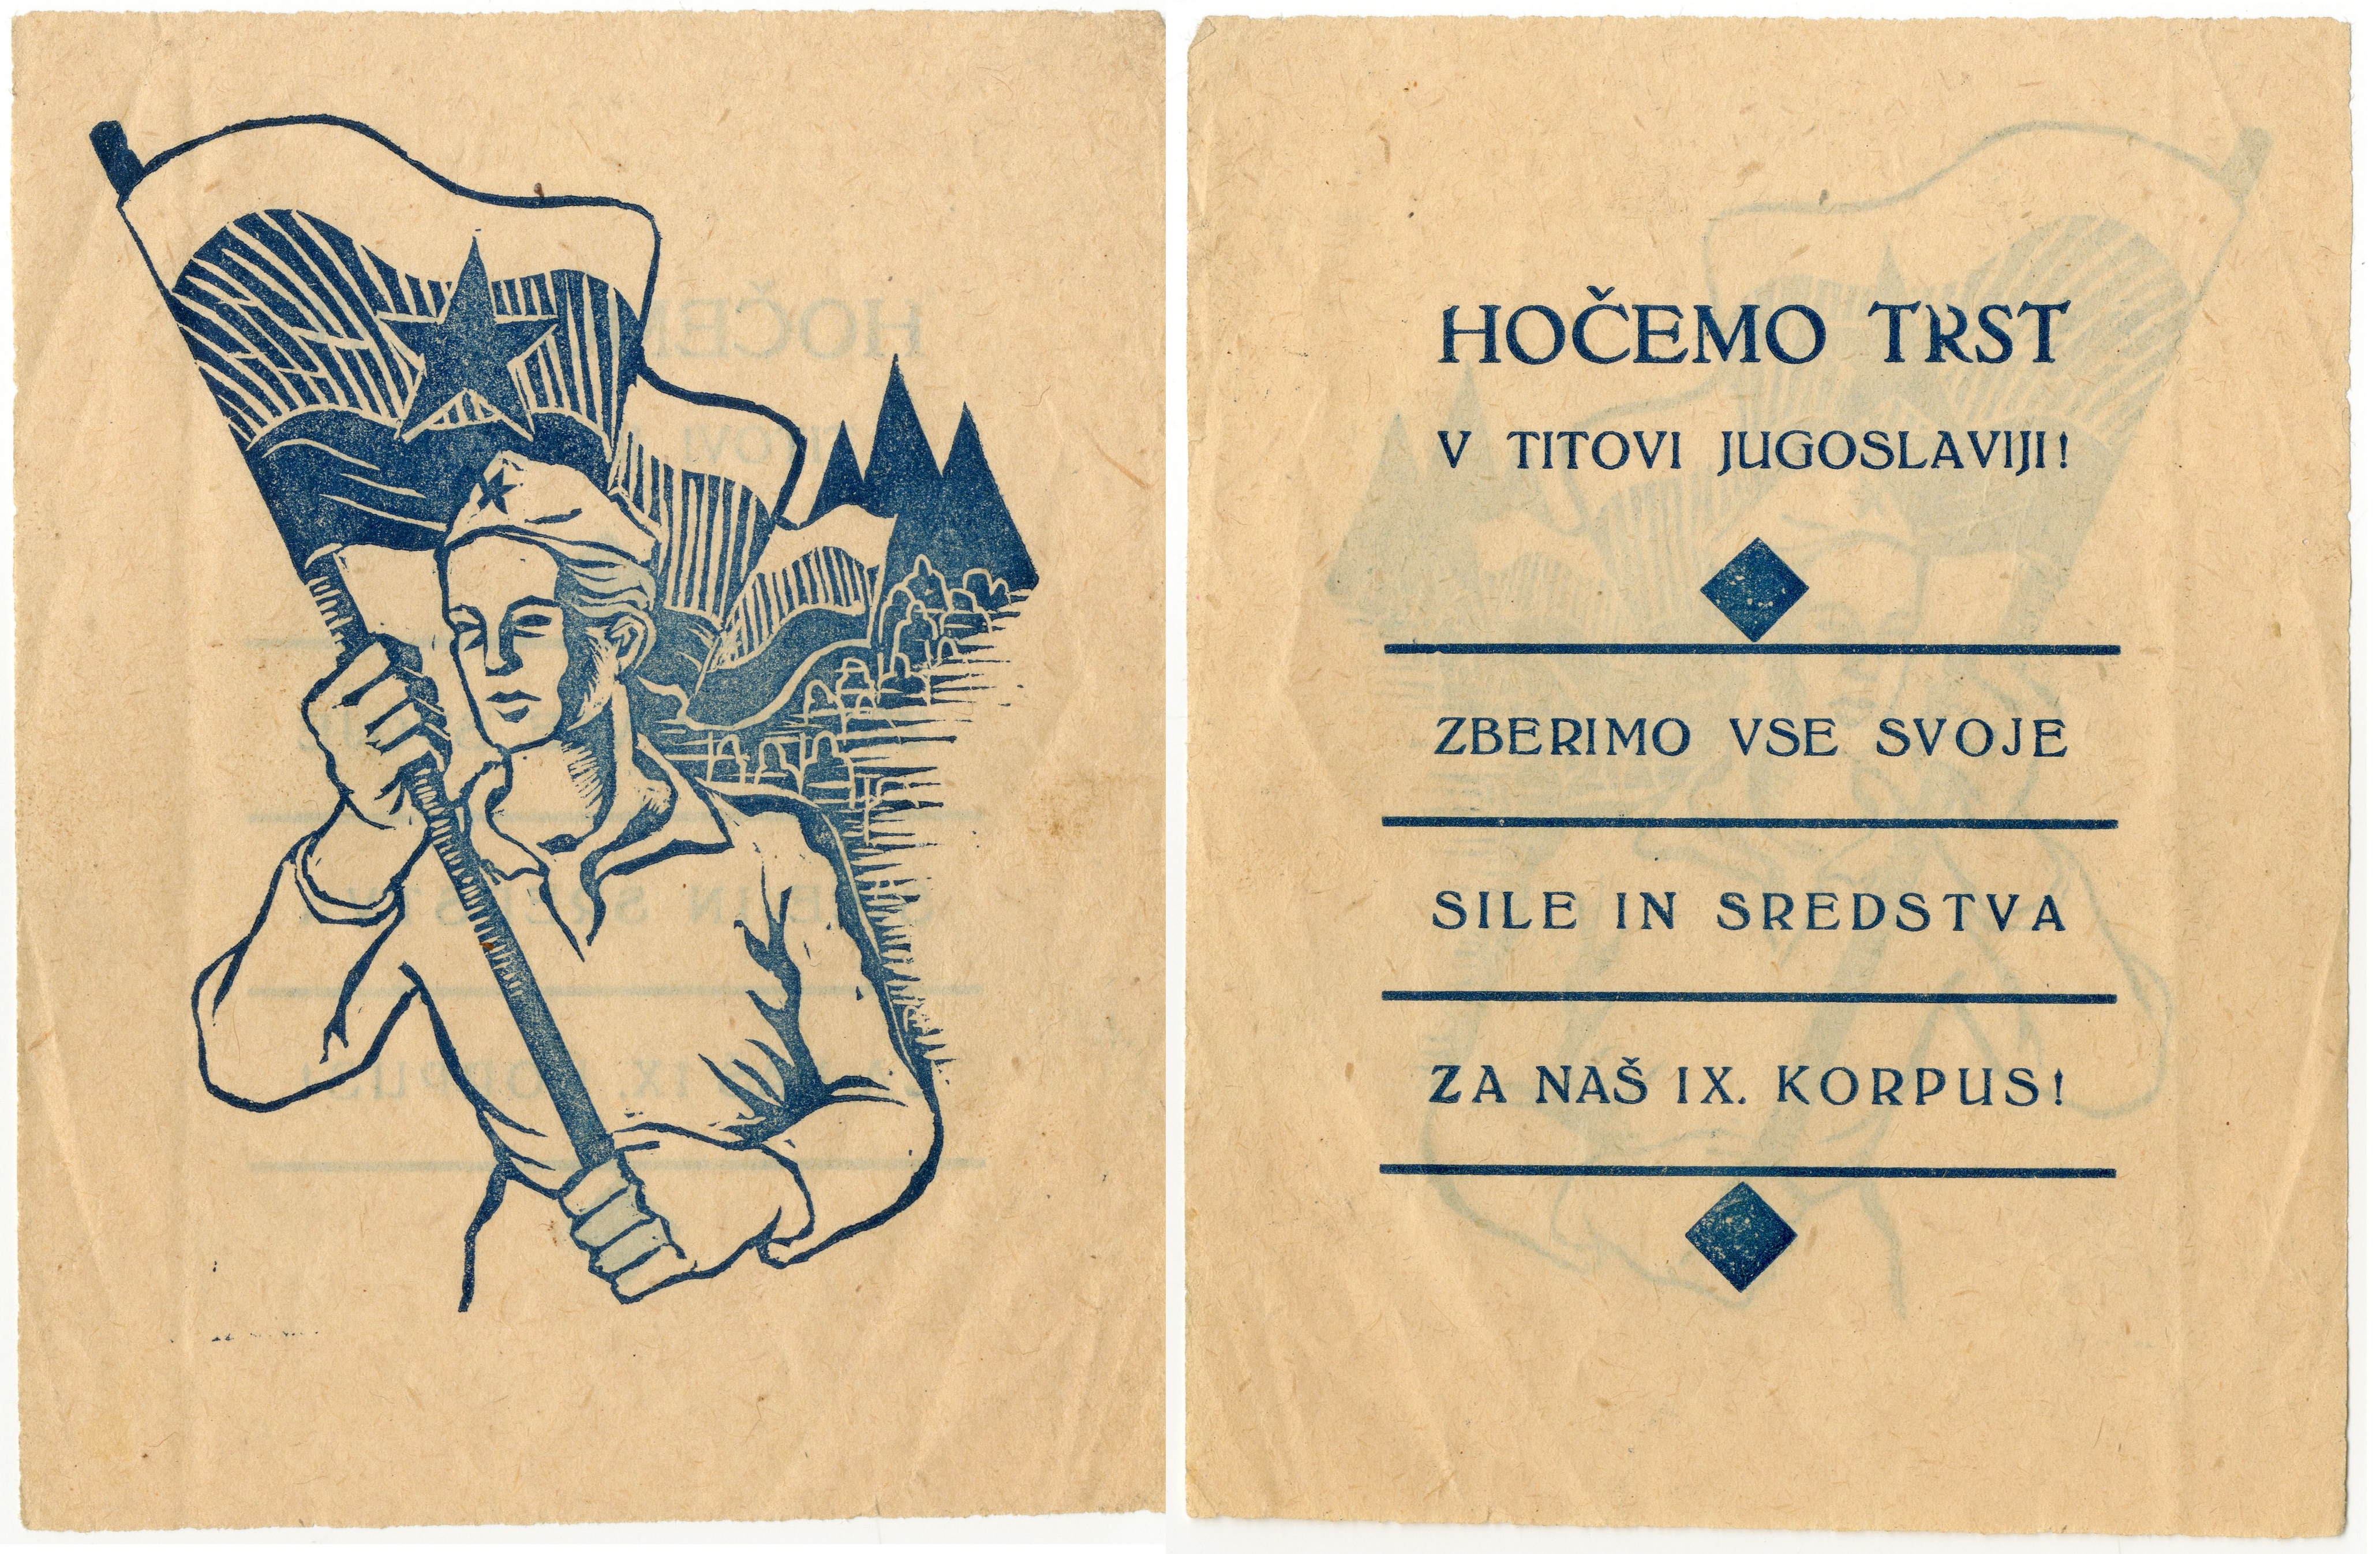 HOČEMO TRST
V TITOVI JUGOSLAVIJI!
ZBERIMO VSE SVOJE
SILE IN SREDSTVA
ZA NAŠ IX. KORPUS!